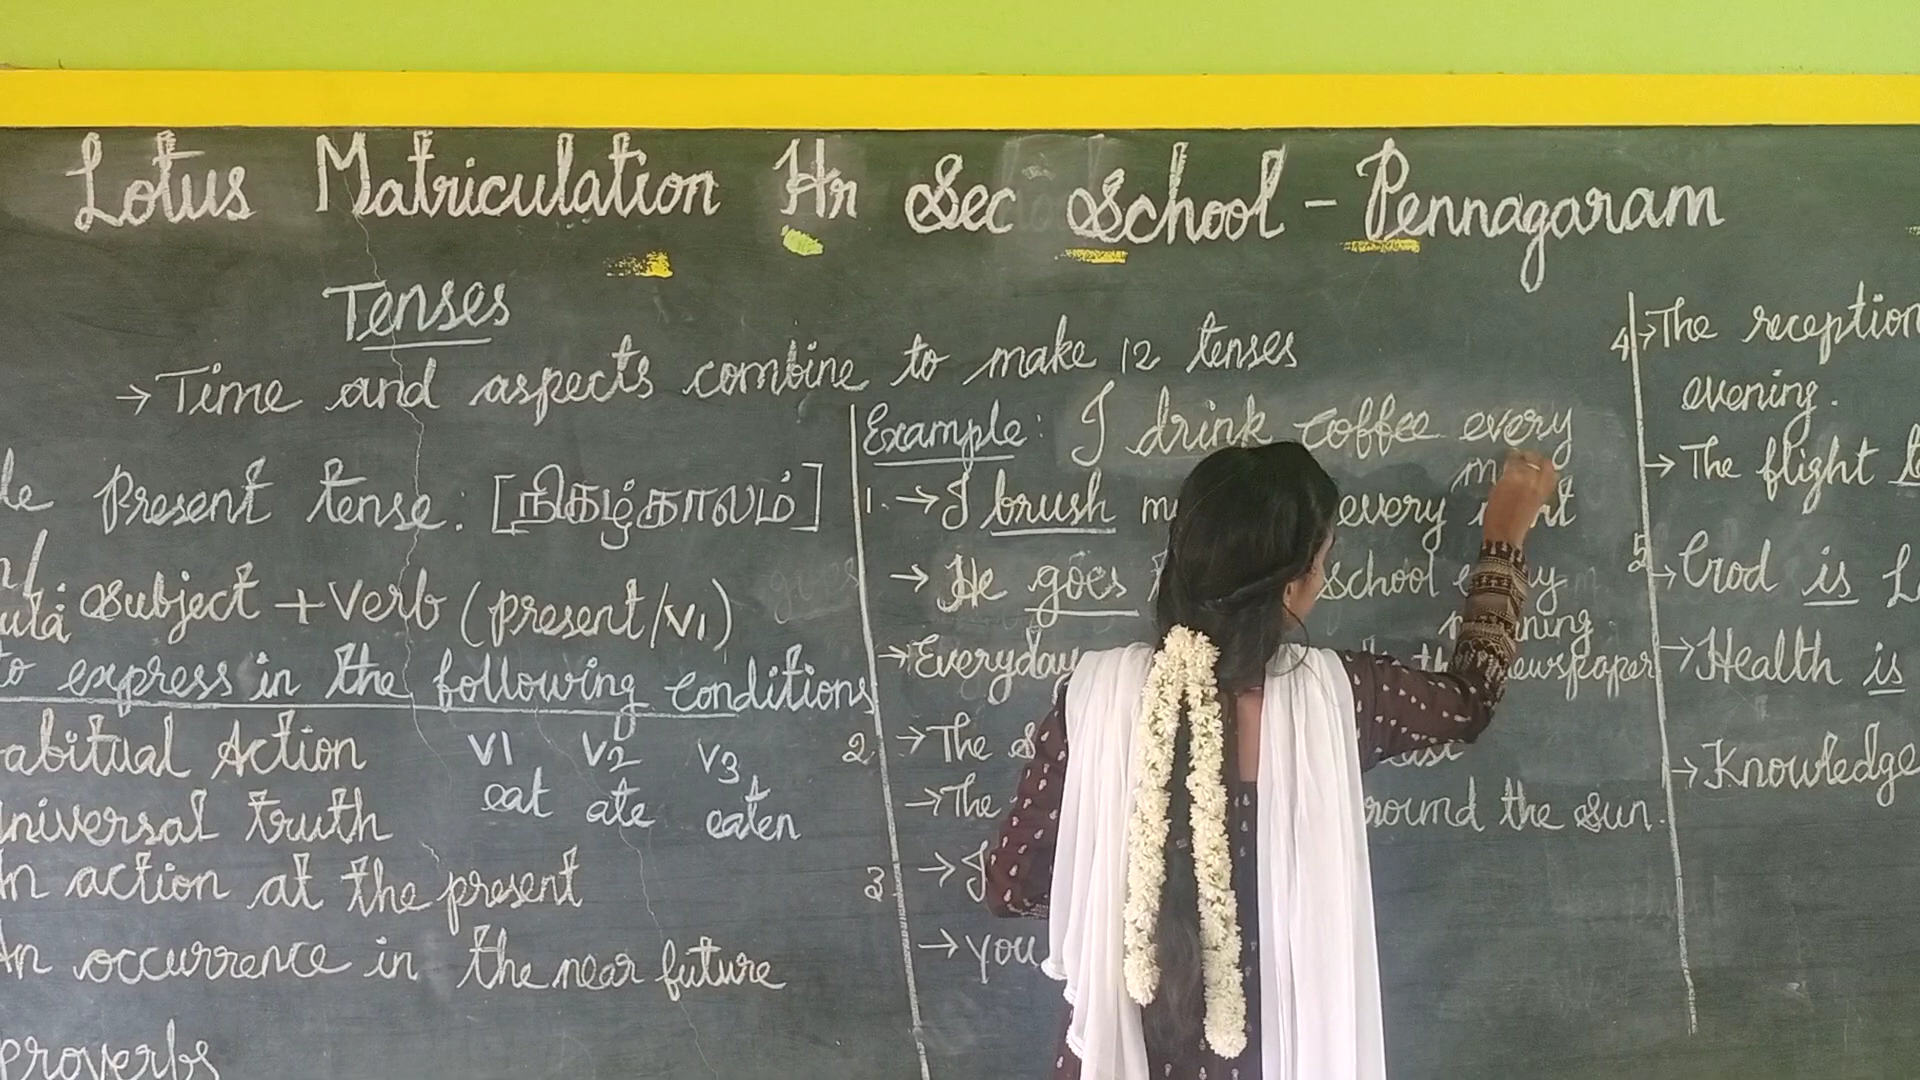 Lotus Matriculation Hr Sec School - Pennagaram
Tenses
→ Time and aspects combine to make 12 tenses
le Present tense : [நிகழ்காலம்]
ula: Subject + Verb (present/V1)
to express in the following conditions
abitual Action
niversal truth
In action at the present
An occurrence in the near future
Proverbs
V1 V2 V3
eat ate eaten
Example : I drink coffee every
1. → I brush every
→ He goes school
→ Everyday newspaper
2. → The
→ The round the sun.
3. → I
→ you
4. → The reception
evening.
→ The flight
5. → God is
→ Health is
→ Knowledge